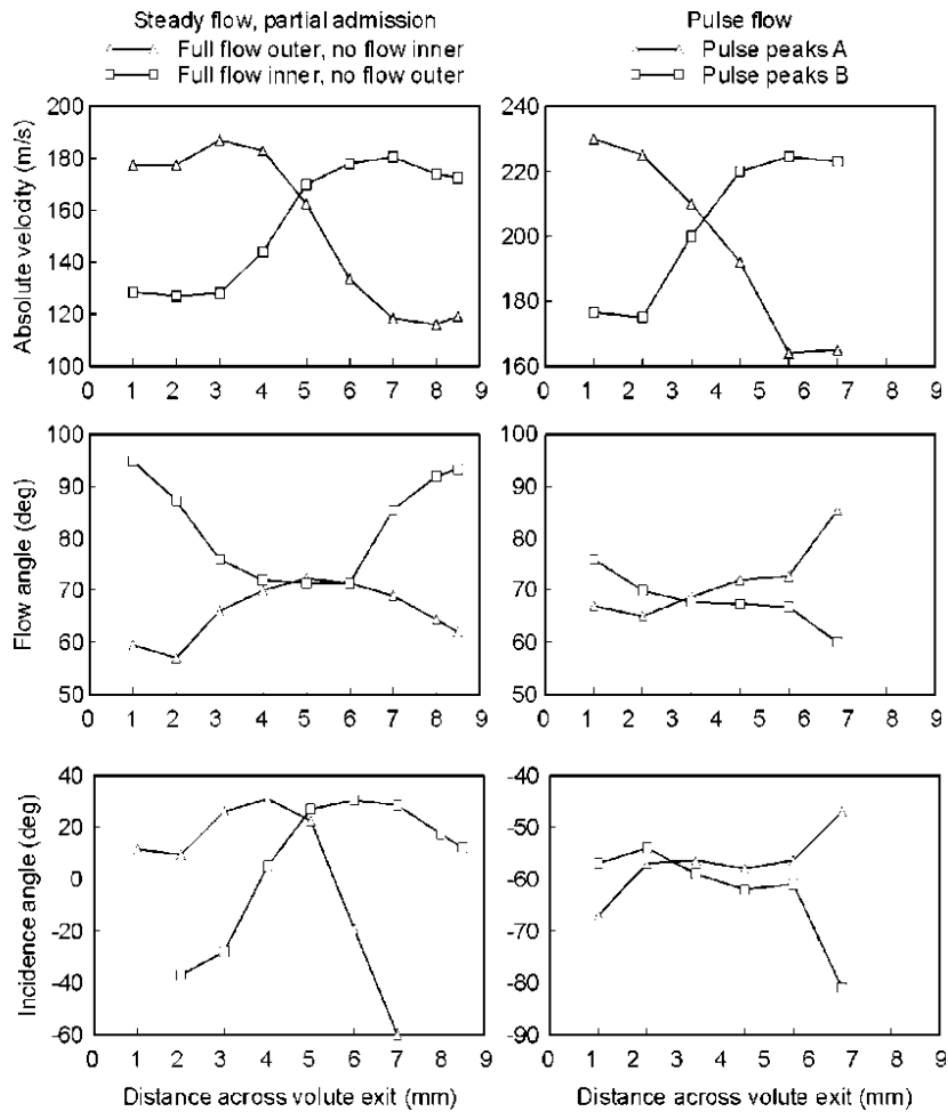 Steady flow, partial admission
Full flow outer, no flow inner
Full flow inner, no flow outer
Pulse flow
Pulse peaks A
Pulse peaks B
Absolute velocity (m/s)
200
180
160
140
120
100
0 1 2 3 4 5 6 7 8 9
240
220
200
180
160
0 1 2 3 4 5 6 7 8 9
Flow angle (deg)
100
90
80
70
60
50
0 1 2 3 4 5 6 7 8 9
100
90
80
70
60
50
0 1 2 3 4 5 6 7 8 9
Incidence angle (deg)
40
20
0
-20
-40
-60
0 1 2 3 4 5 6 7 8 9
Distance across volute exit (mm)
-40
-50
-60
-70
-80
-90
0 1 2 3 4 5 6 7 8 9
Distance across volute exit (mm)